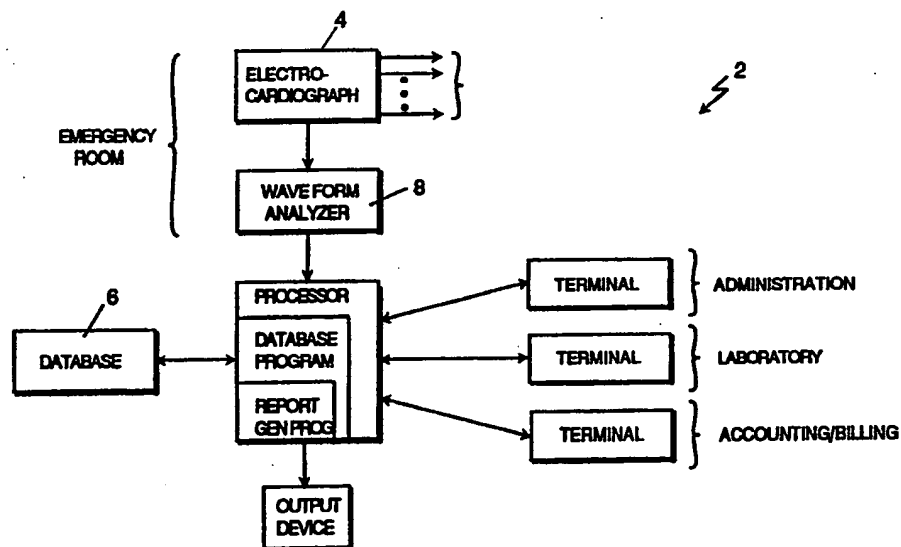 4
ELECTRO-
CARDIOGRAPH
2
EMERGENCY
ROOM
WAVE FORM
ANALYZER
8
PROCESSOR
DATABASE
PROGRAM
REPORT
GEN PROG
6
DATABASE
TERMINAL
ADMINISTRATION
TERMINAL
LABORATORY
TERMINAL
ACCOUNTING/BILLING
OUTPUT
DEVICE